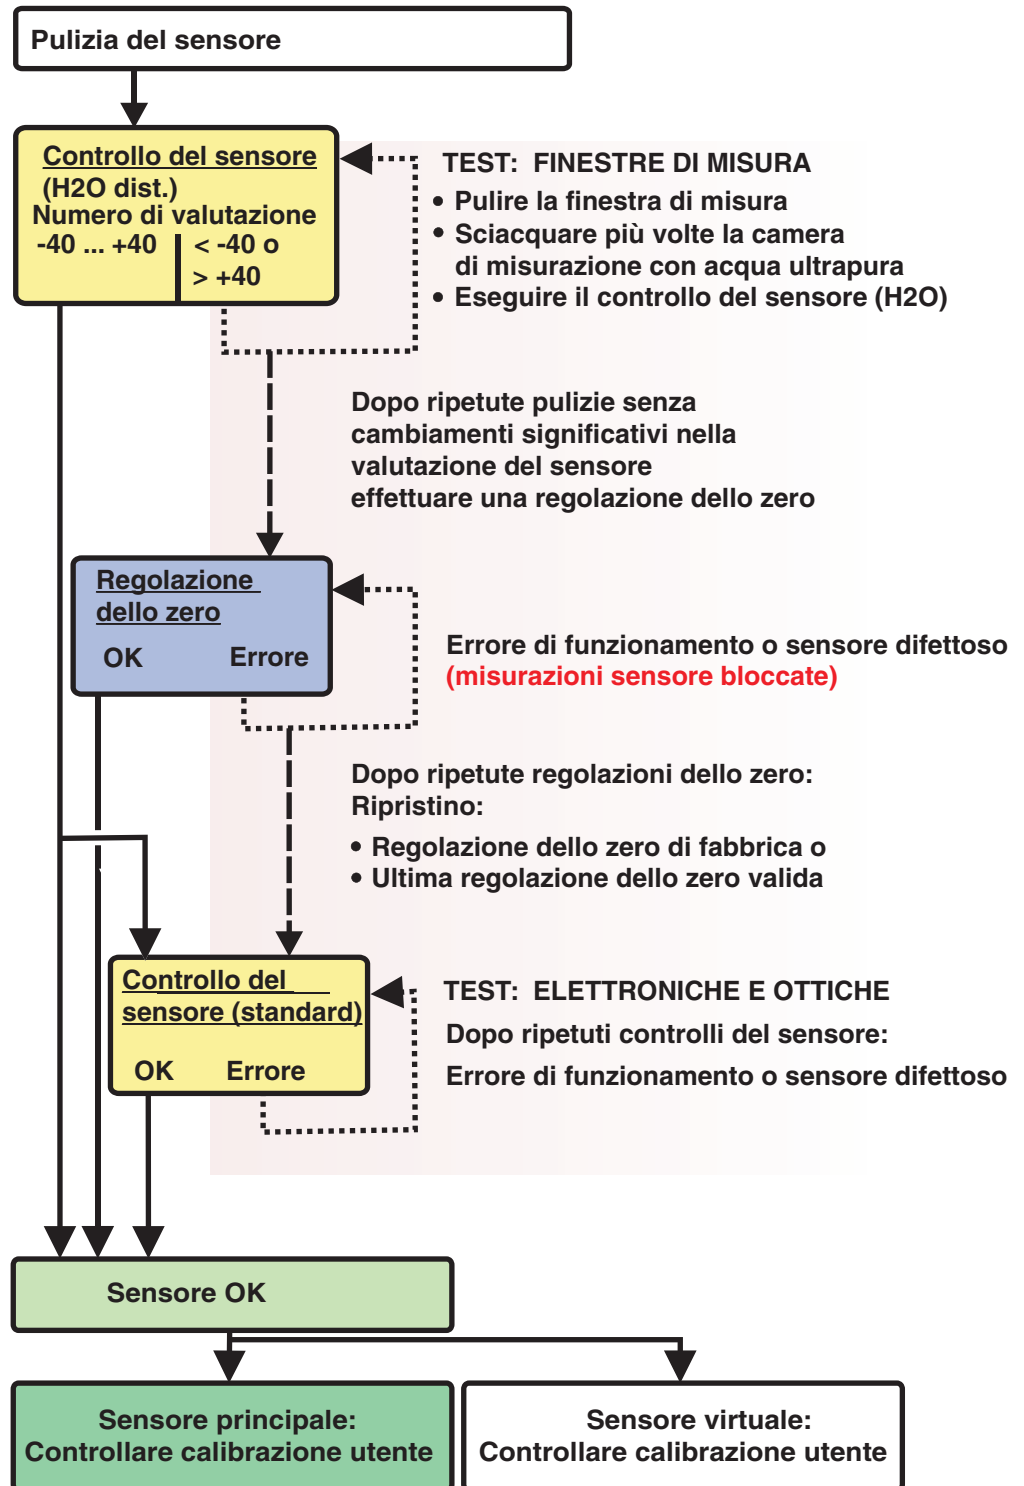 Pulizia del sensore
Controllo del sensore
(H2O dist.)
Numero di valutazione
-40 ... +40
< -40 o
> +40
TEST: FINESTRE DI MISURA
• Pulire la finestra di misura
• Sciacquare più volte la camera
di misurazione con acqua ultrapura
• Eseguire il controllo del sensore (H2O)
Dopo ripetute pulizie senza
cambiamenti significativi nella
valutazione del sensore
effettuare una regolazione dello zero
Regolazione
dello zero
OK Errore
Errore di funzionamento o sensore difettoso
(misurazioni sensore bloccate)
Dopo ripetute regolazioni dello zero:
Ripristino:
• Regolazione dello zero di fabbrica o
• Ultima regolazione dello zero valida
Controllo del
sensore (standard)
OK Errore
TEST: ELETTRONICHE E OTTICHE
Dopo ripetuti controlli del sensore:
Errore di funzionamento o sensore difettoso
Sensore OK
Sensore principale:
Controllare calibrazione utente
Sensore virtuale:
Controllare calibrazione utente